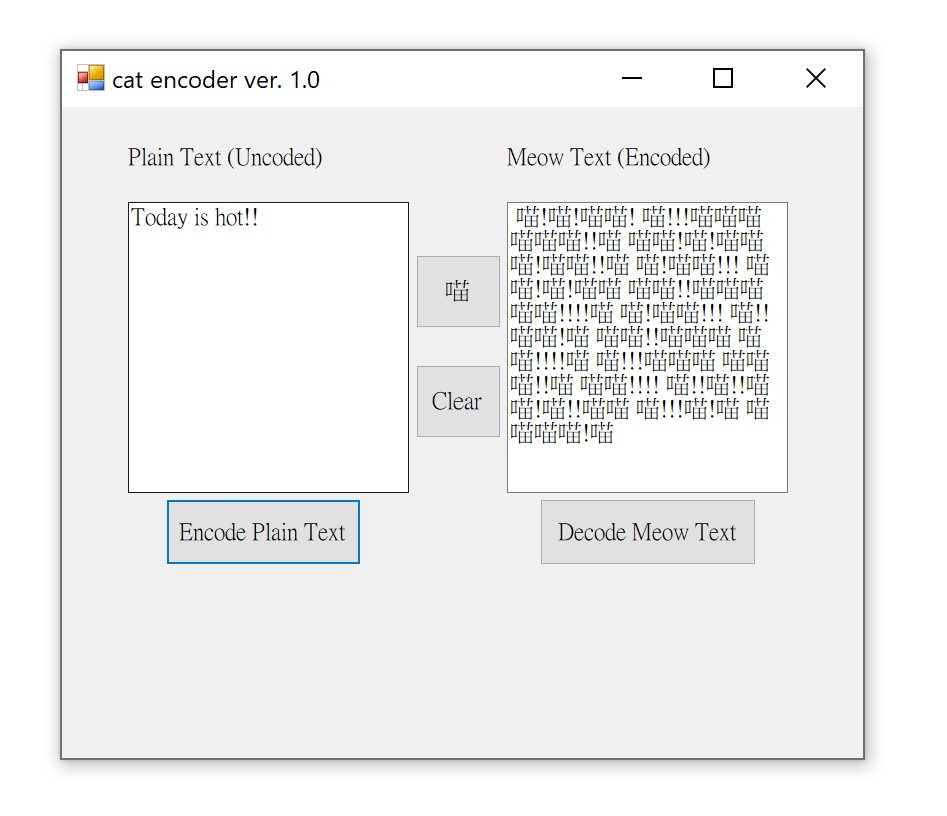 cat encoder ver. 1.0
Plain Text (Uncoded)
Meow Text (Encoded)
Today is hot!!
喵!喵!喵喵! 喵!!!喵喵喵
喵喵喵!!喵 喵喵!喵!喵喵
喵!喵喵!!喵 喵!喵喵!!! 喵
喵!喵!喵喵 喵喵!!喵喵喵
喵喵!!!!喵 喵!喵喵!!! 喵!!
喵喵!喵 喵喵!!喵喵喵 喵
喵!!!!喵 喵!!!喵喵喵 喵喵
喵!!喵 喵喵!!!! 喵!!喵!!喵
喵!喵!!喵喵 喵!!!喵!喵 喵
喵喵喵!喵
喵
Clear
Encode Plain Text
Decode Meow Text